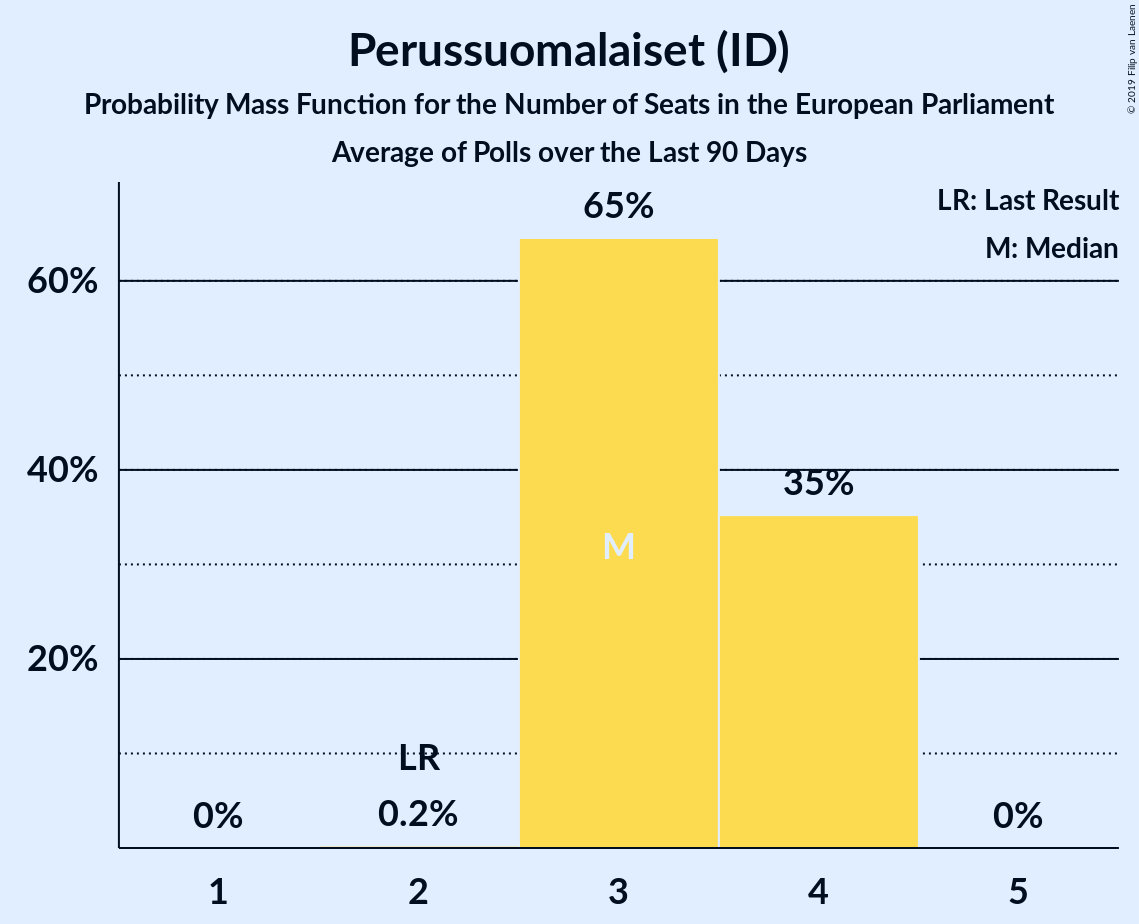 Perussuomalaiset (ID)
Probability Mass Function for the Number of Seats in the European Parliament
Average of Polls over the Last 90 Days
© 2019 Filip van Laenen
LR: Last Result
M: Median
65%
60%
40%
35%
M
20%
LR
0%
0.2%
0%
1 2 3 4 5